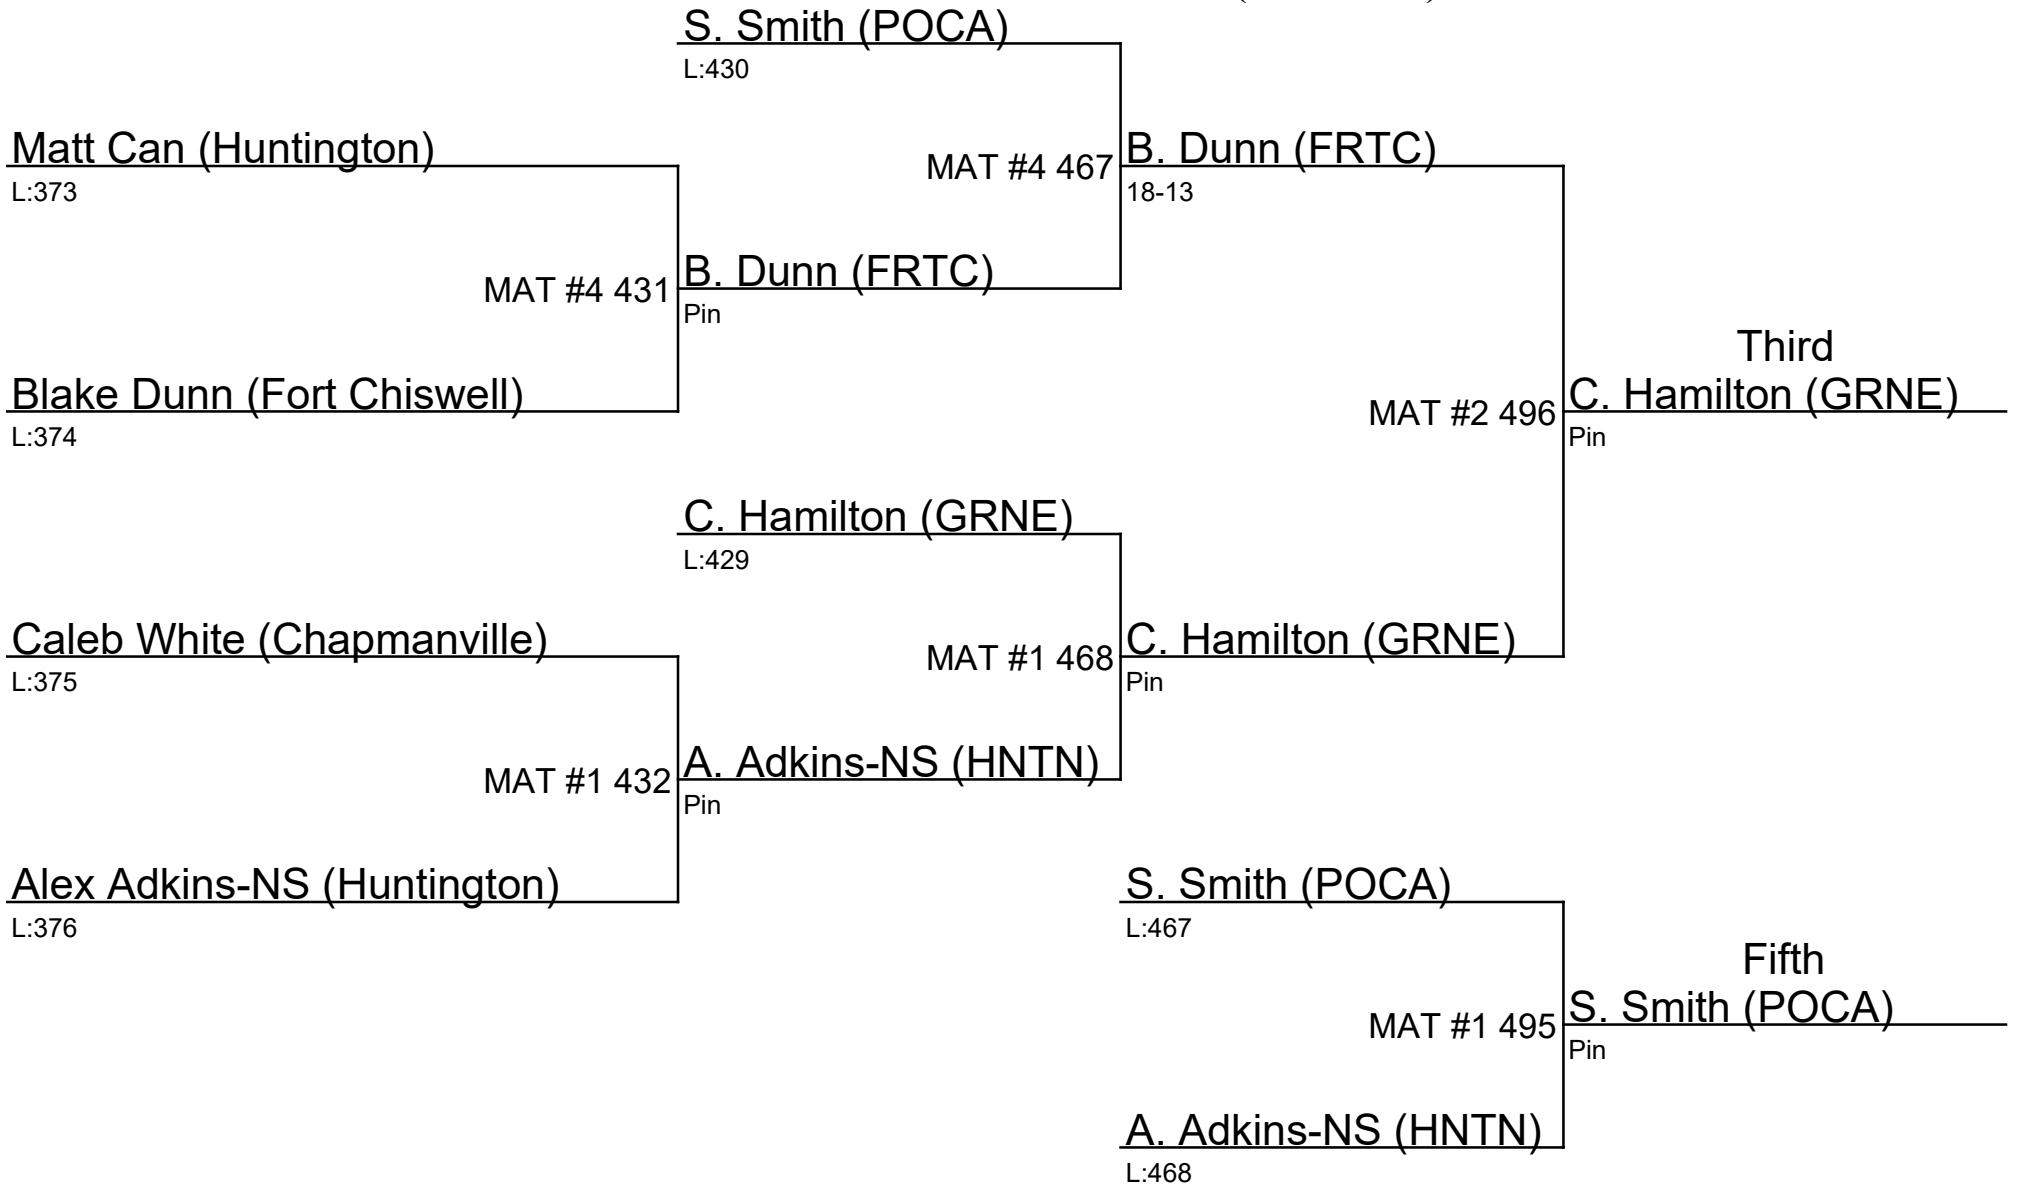 S. Smith (POCA)
L:430
Matt Can (Huntington)
L:373
MAT #4 467
B. Dunn (FRTC)
18-13
MAT #4 431
B. Dunn (FRTC)
Pin
Blake Dunn (Fort Chiswell)
L:374
Third
MAT #2 496
C. Hamilton (GRNE)
Pin
C. Hamilton (GRNE)
L:429
Caleb White (Chapmanville)
L:375
MAT #1 468
C. Hamilton (GRNE)
Pin
MAT #1 432
A. Adkins-NS (HNTN)
Pin
Alex Adkins-NS (Huntington)
L:376
S. Smith (POCA)
L:467
Fifth
MAT #1 495
S. Smith (POCA)
Pin
A. Adkins-NS (HNTN)
L:468